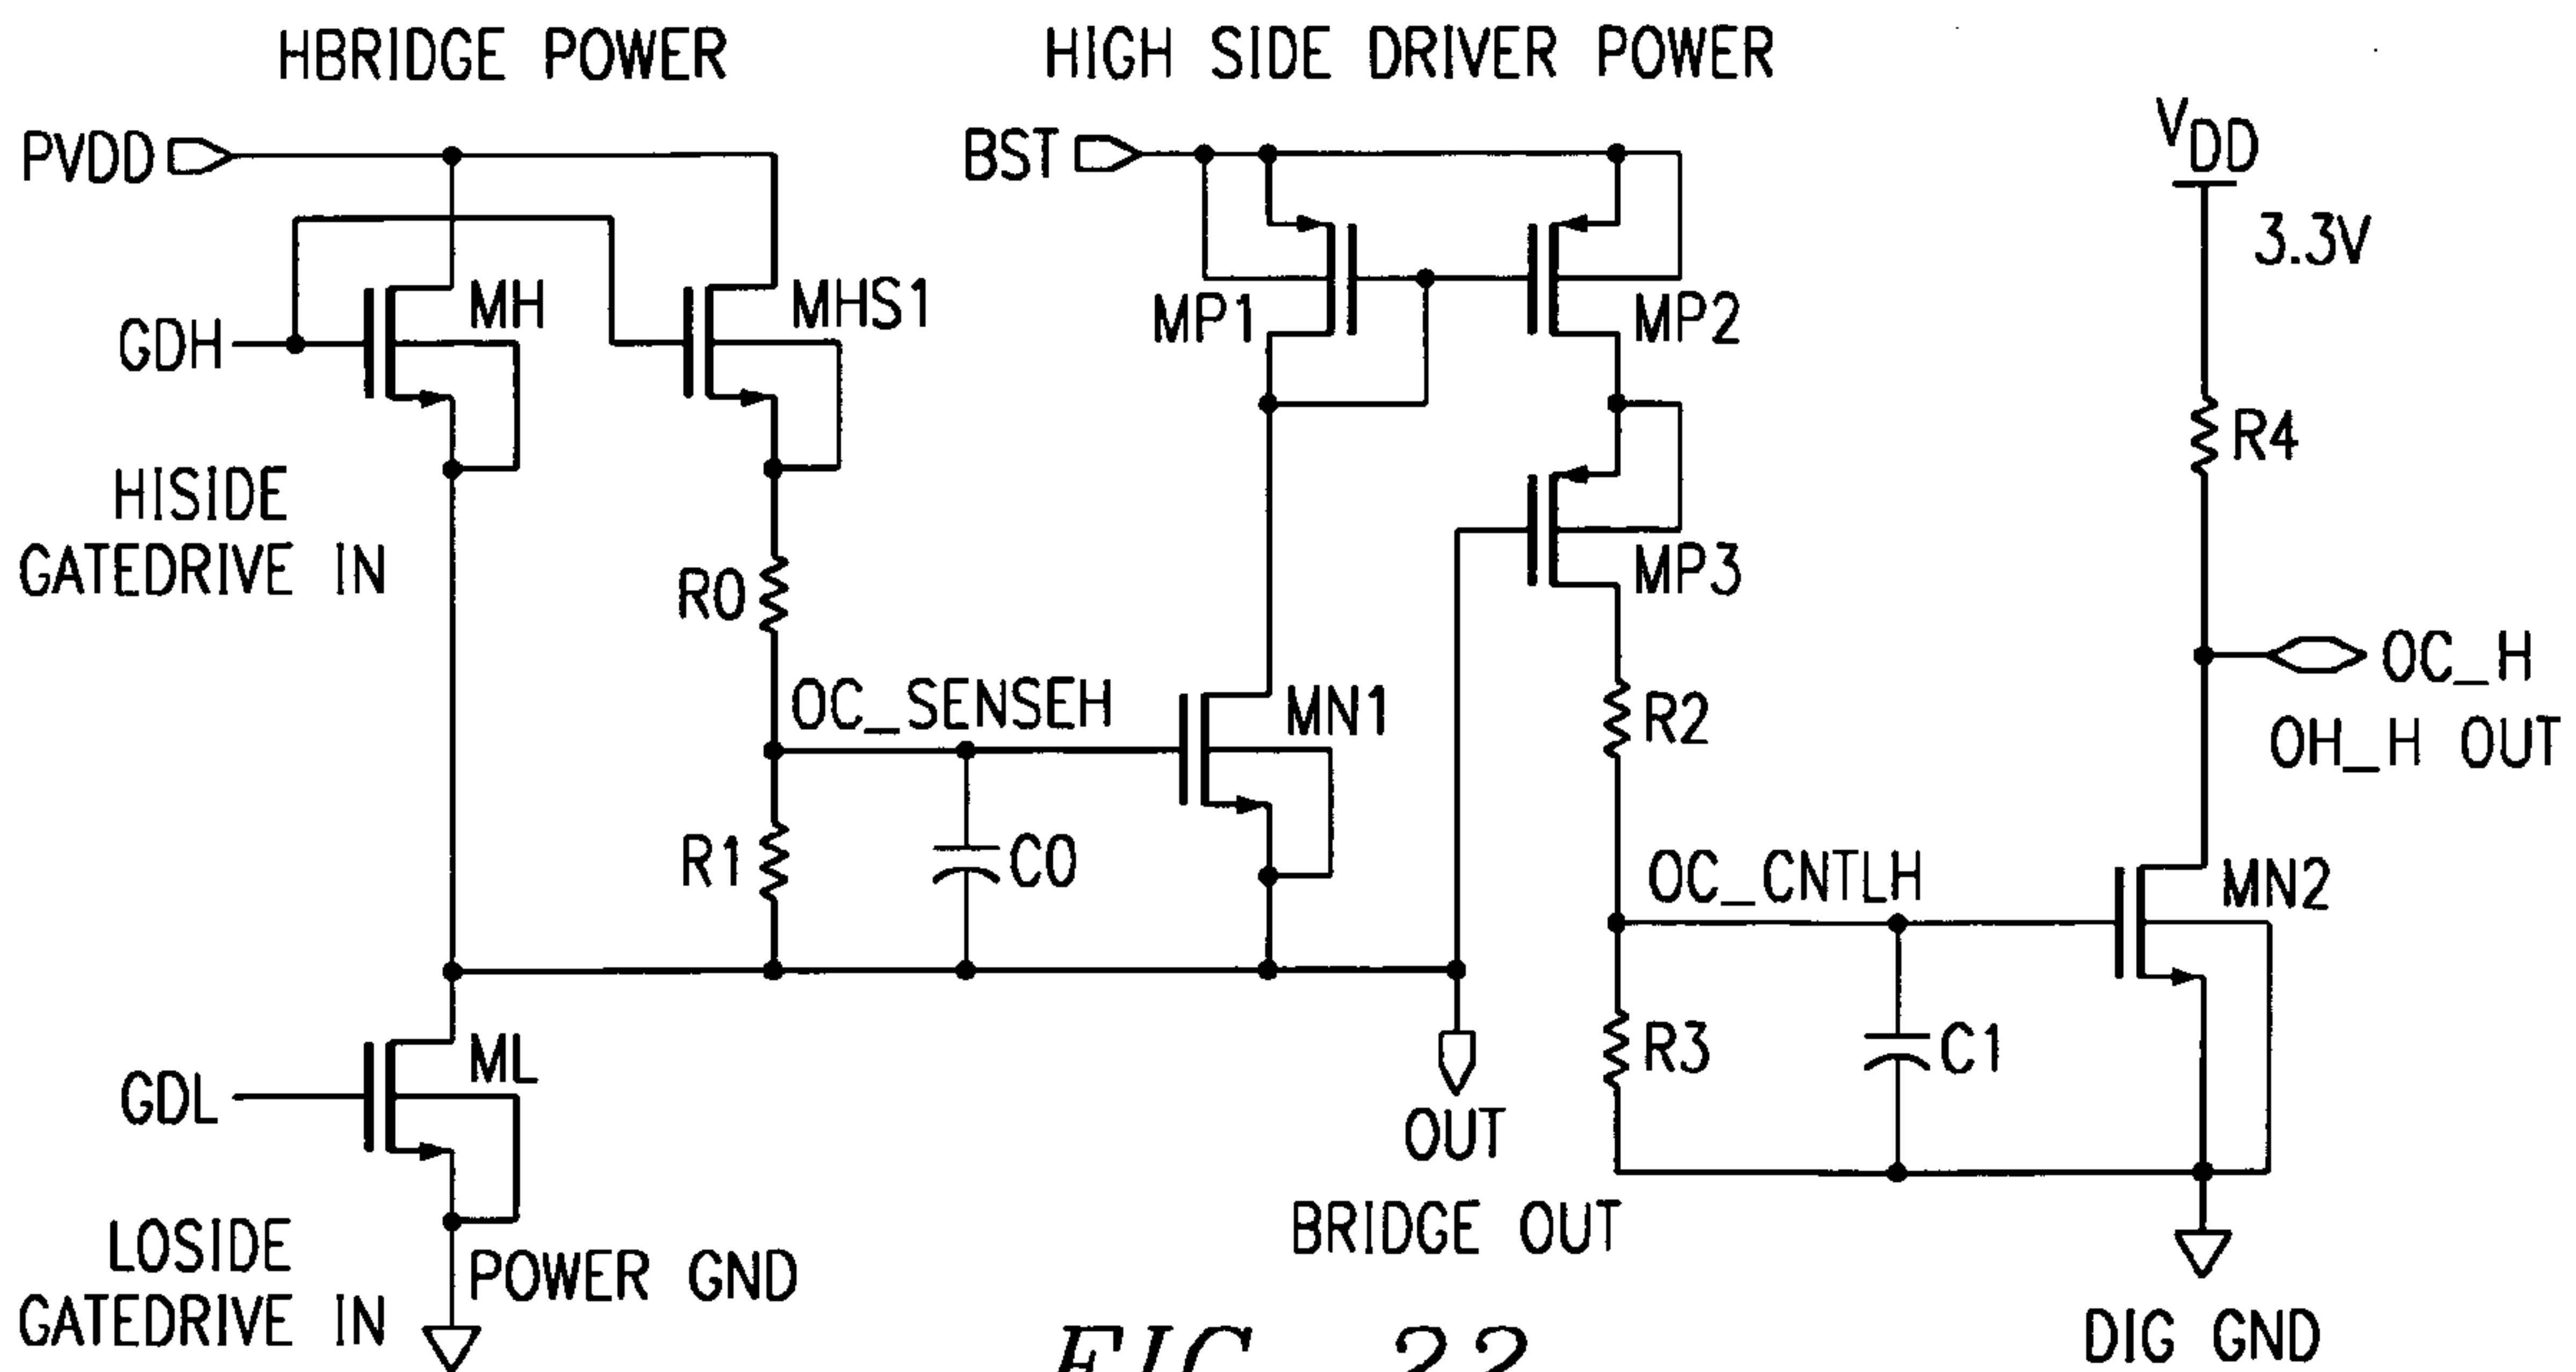 HBRIDGE POWER
HIGH SIDE DRIVER POWER
PVDD
BST
VDD
3.3V
MH
MHS1
GDH
MP1
MP2
R4
HISIDE
GATEDRIVE IN
R0
MP3
OC_SENSEH
MN1
R2
OC_H
OH_H OUT
R1
C0
OC_CNTLH
MN2
ML
GDL
R3
C1
OUT
BRIDGE OUT
LOSIDE
GATEDRIVE IN
POWER GND
DIG GND
FIG. 22